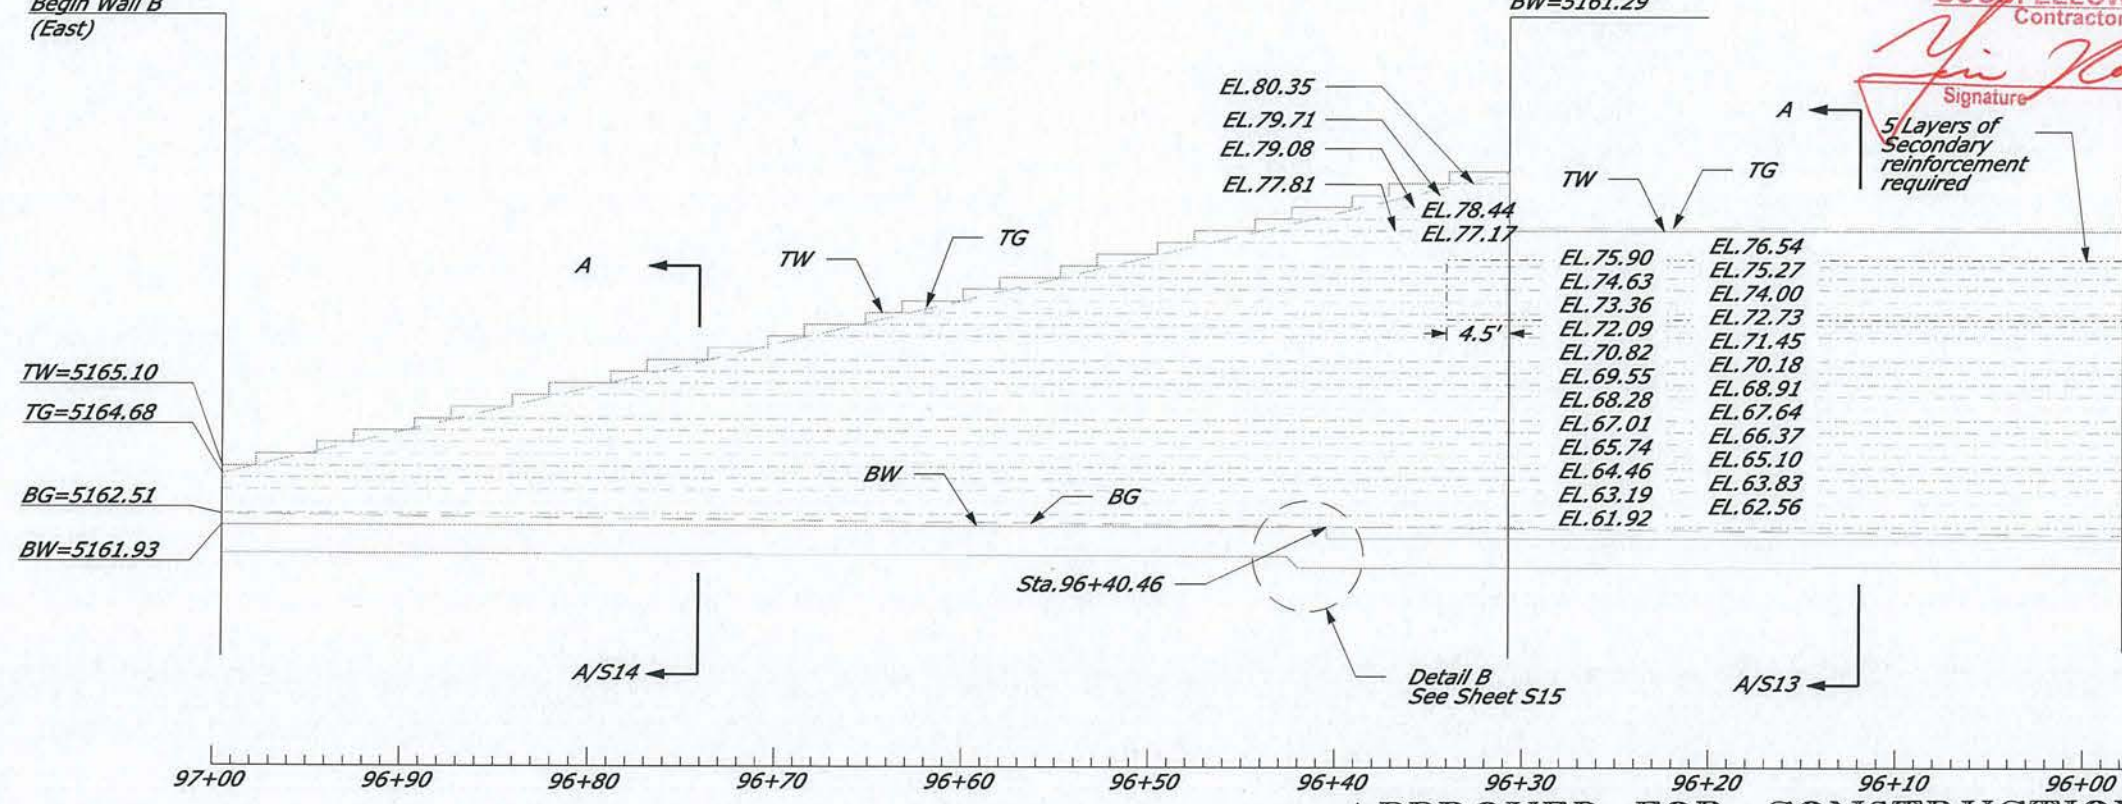 Begin Wall B
(East)
BW=5161.29
Contractor
Signature
EL.80.35
EL.79.71
EL.79.08
EL.77.81
EL.78.44
EL.77.17
A
5 Layers of
Secondary
reinforcement
required
TW
TG
A
TW
TG
EL.75.90
EL.74.63
EL.73.36
EL.72.09
EL.70.82
EL.69.55
EL.68.28
EL.67.01
EL.65.74
EL.64.46
EL.63.19
EL.61.92
EL.76.54
EL.75.27
EL.74.00
EL.72.73
EL.71.45
EL.70.18
EL.68.91
EL.67.64
EL.66.37
EL.65.10
EL.63.83
EL.62.56
4.5'
TW=5165.10
TG=5164.68
BG=5162.51
BW=5161.93
BW
BG
Sta.96+40.46
A/S14
Detail B
See Sheet S15
A/S13
97+00 96+90 96+80 96+70 96+60 96+50 96+40 96+30 96+20 96+10 96+00
APPROVED FOR CONSTRUCTIO